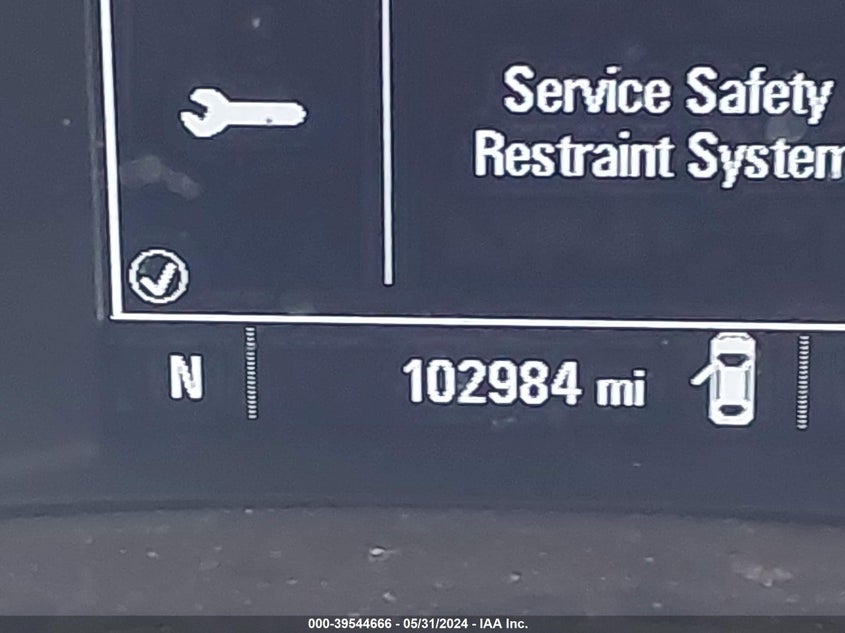 Service Safety
Restraint System
N
102984 mi
000-39544666 - 05/31/2024 - IAA Inc.